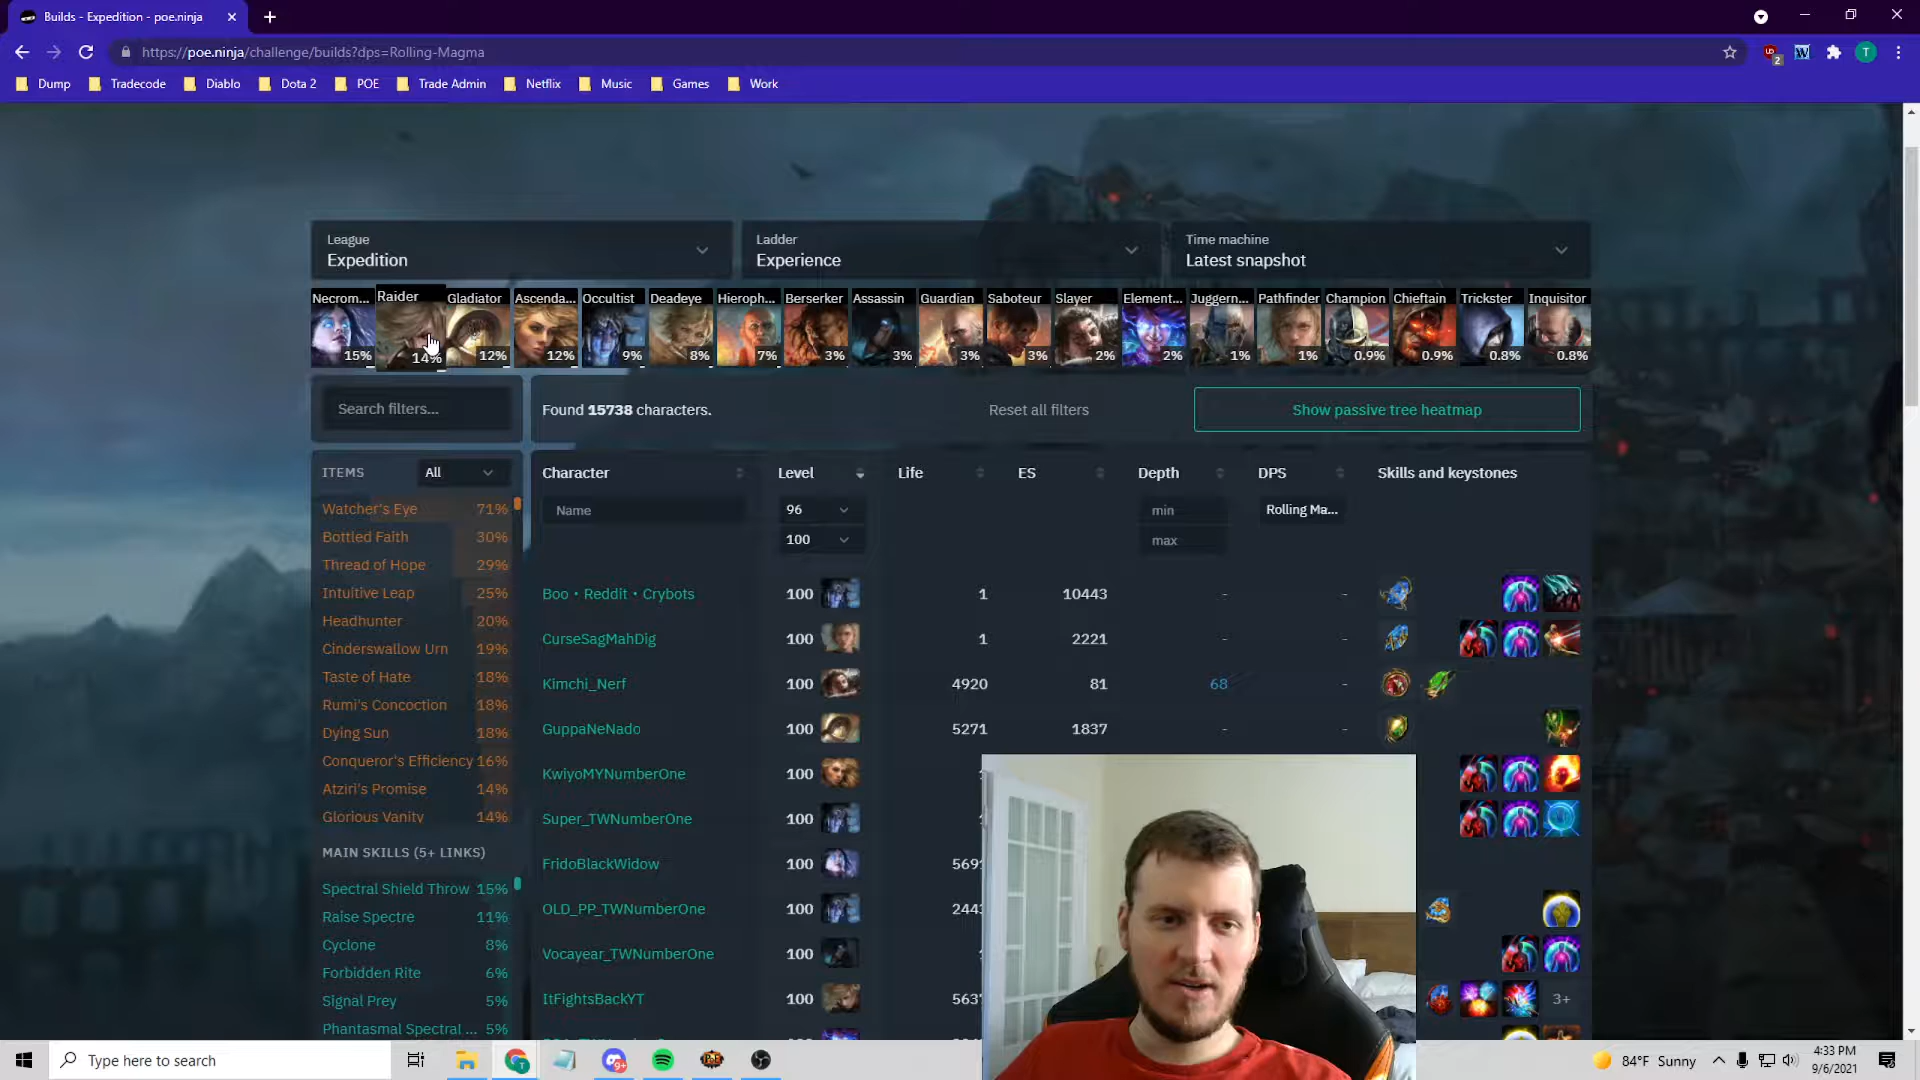 Builds - Expedition - poe.ninja
https://poe.ninja/challenge/builds?dps=Rolling-Magma
2
T
Dump Tradecode Diablo Dota 2 POE Trade Admin Netflix Music Games Work
League
Expedition
Ladder
Experience
Time machine
Latest snapshot
Necrom... Raider Gladiator Ascenda... Occultist Deadeye Hieroph... Berserker Assassin Guardian Saboteur Slayer Element... Juggern... Pathfinder Champion Chieftain Trickster Inquisitor
15% 14% 12% 12% 9% 8% 7% 3% 3% 3% 3% 2% 2% 1% 1% 0.9% 0.9% 0.8% 0.8%
Search filters...
Found 15738 characters.
Reset all filters
Show passive tree heatmap
ITEMS All
Watcher's Eye 71%
Bottled Faith 30%
Thread of Hope 29%
Intuitive Leap 25%
Headhunter 20%
Cinderswallow Urn 19%
Taste of Hate 18%
Rumi's Concoction 18%
Dying Sun 18%
Conqueror's Efficiency 16%
Atziri's Promise 14%
Glorious Vanity 14%
MAIN SKILLS (5+ LINKS)
Spectral Shield Throw 15%
Raise Spectre 11%
Cyclone 8%
Forbidden Rite 6%
Signal Prey 5%
Phantasmal Spectral ... 5%
Character Level Life ES Depth DPS Skills and keystones
Name 96 min Rolling Ma...
100 max
Boo・Reddit・Crybots 100 1 10443 - -
CurseSagMahDig 100 1 2221 - -
Kimchi_Nerf 100 4920 81 68 -
GuppaNeNado 100 5271 1837 - -
KwiyoMYNumberOne 100
Super_TWNumberOne 100
FridoBlackWidow 100 569
OLD_PP_TWNumberOne 100 244
Vocayear_TWNumberOne 100
ItFightsBackYT 100 563 3+
Type here to search
9+
84°F Sunny
4:33 PM
9/6/2021